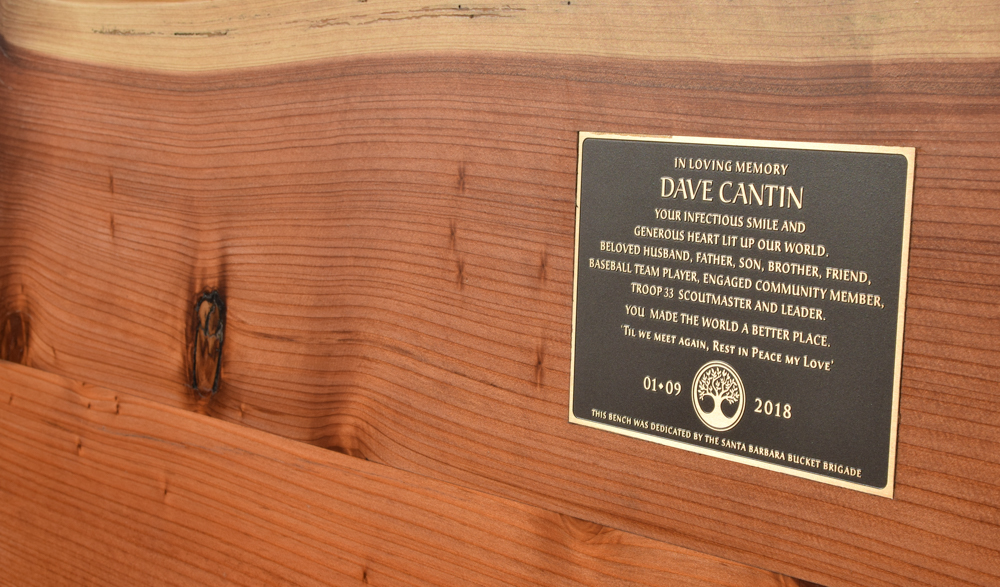 IN LOVING MEMORY
DAVE CANTIN
YOUR INFECTIOUS SMILE AND
GENEROUS HEART LIT UP OUR WORLD.
BELOVED HUSBAND, FATHER, SON, BROTHER, FRIEND,
BASEBALL TEAM PLAYER, ENGAGED COMMUNITY MEMBER,
TROOP 33 SCOUTMASTER AND LEADER.
YOU MADE THE WORLD A BETTER PLACE.
'TIL WE MEET AGAIN, REST IN PEACE MY LOVE'
01•09 2018
THIS BENCH WAS DEDICATED BY THE SANTA BARBARA BUCKET BRIGADE